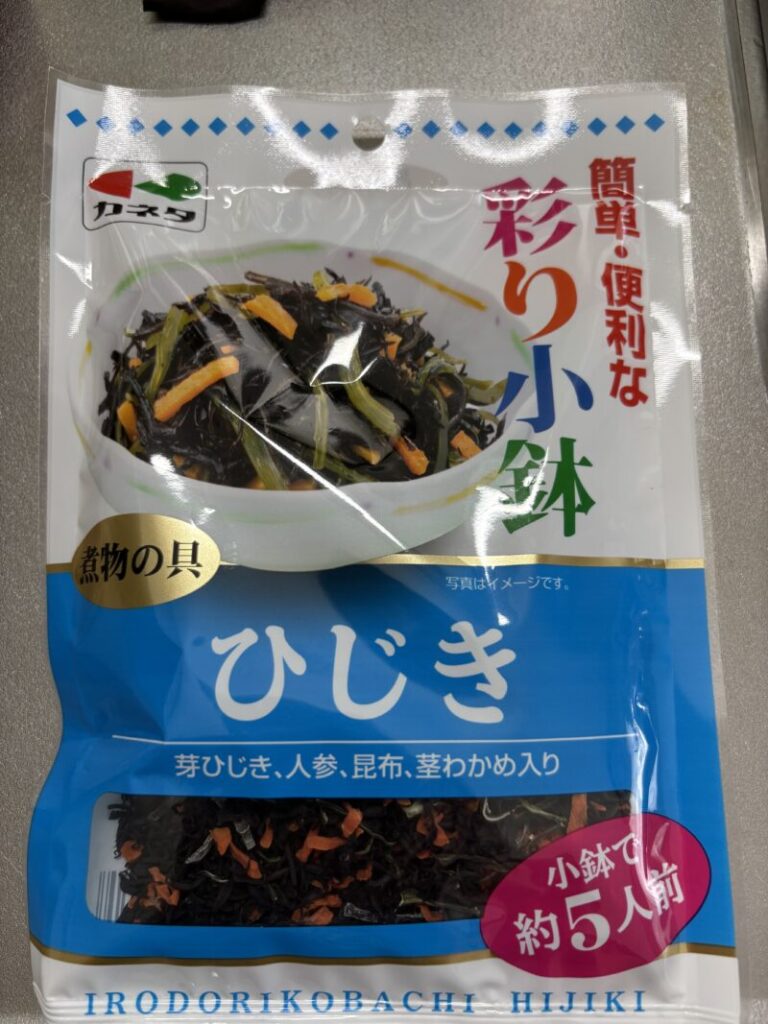 カネタ
簡単・便利な
彩り小鉢
煮物の具
写真はイメージです。
ひじき
芽ひじき、人参、昆布、茎わかめ入り
小鉢で
約5人前
IRODORIKOBACHI HIJIKI